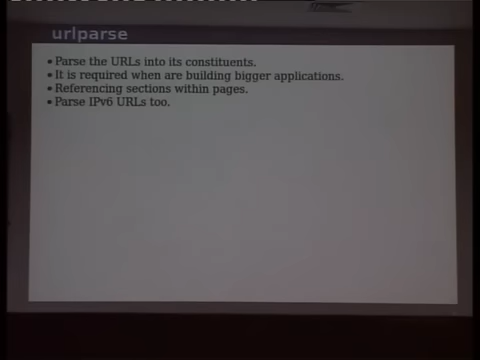 urlparse
• Parse the URLs into its constituents.
• It is required when are building bigger applications.
• Referencing sections within pages.
• Parse IPv6 URLs too.